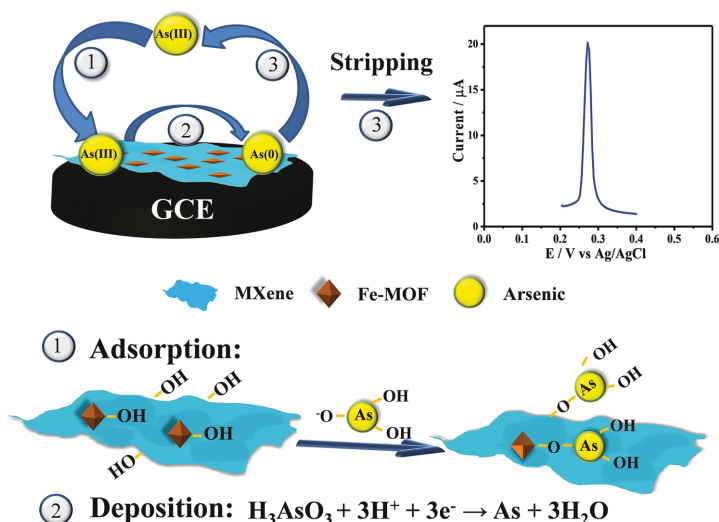 As(III)
1
3
2
As(III)
As(0)
GCE
Stripping
3
Current / μA
20
15
10
5
0
0.0 0.1 0.2 0.3 0.4 0.5 0.6
E / V vs Ag/AgCl
MXene Fe-MOF Arsenic
1 Adsorption:
OH OH
OH
OH
HO
⁻O As OH
OH
OH
As OH
O
OH
O As
OH
2 Deposition: H₃AsO₃ + 3H⁺ + 3e⁻ → As + 3H₂O